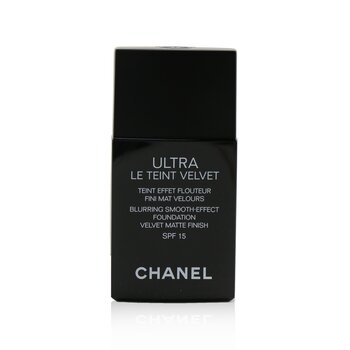 ULTRA
LE TEINT VELVET
TEINT EFFET FLOUTEUR
FINI MAT VELOURS
BLURRING SMOOTH-EFFECT
FOUNDATION
VELVET MATTE FINISH
SPF 15
CHANEL